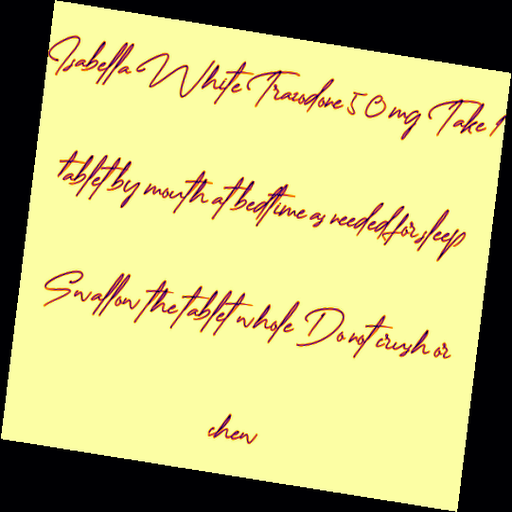 Isabella White Trazodone 50 mg Take 1
tablet by mouth at bedtime as needed for sleep
Swallow the tablet whole Do not crush or
chew